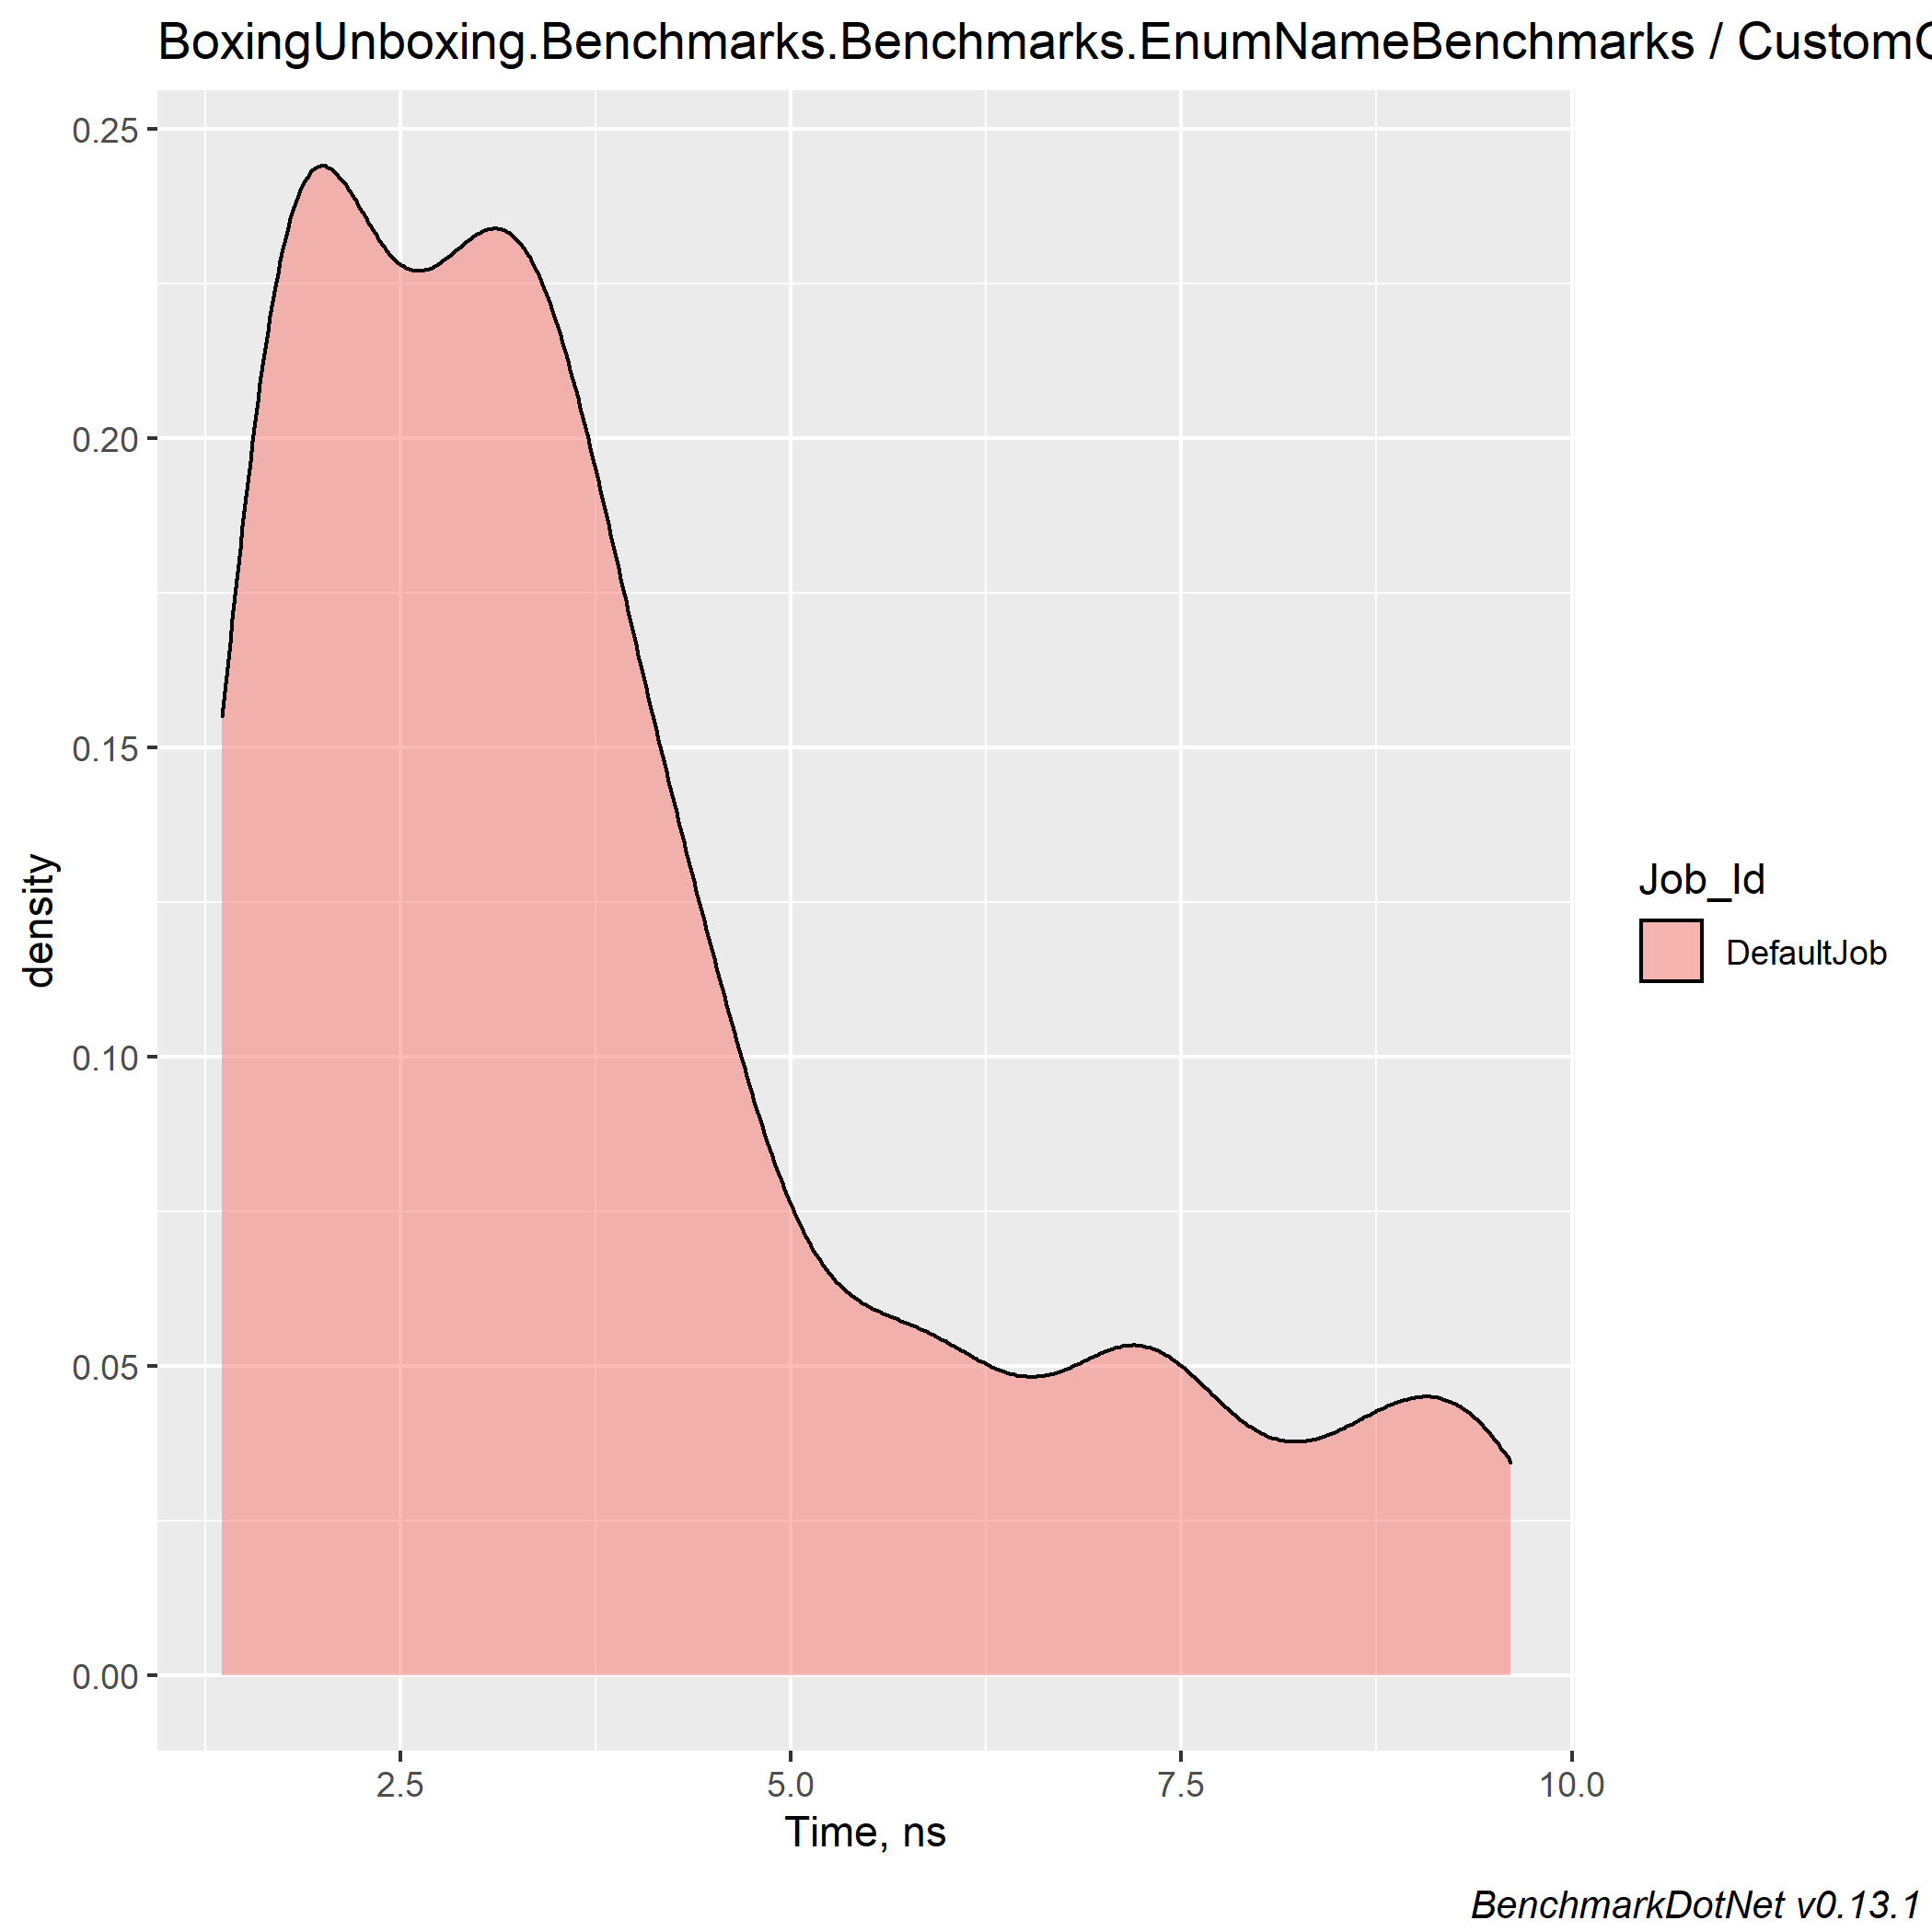 BoxingUnboxing.Benchmarks.Benchmarks.EnumNameBenchmarks / Custom
0.25
0.20
0.15
0.10
0.05
0.00
density
2.5 5.0 7.5 10.0
Time, ns
Job_Id
DefaultJob
BenchmarkDotNet v0.13.1